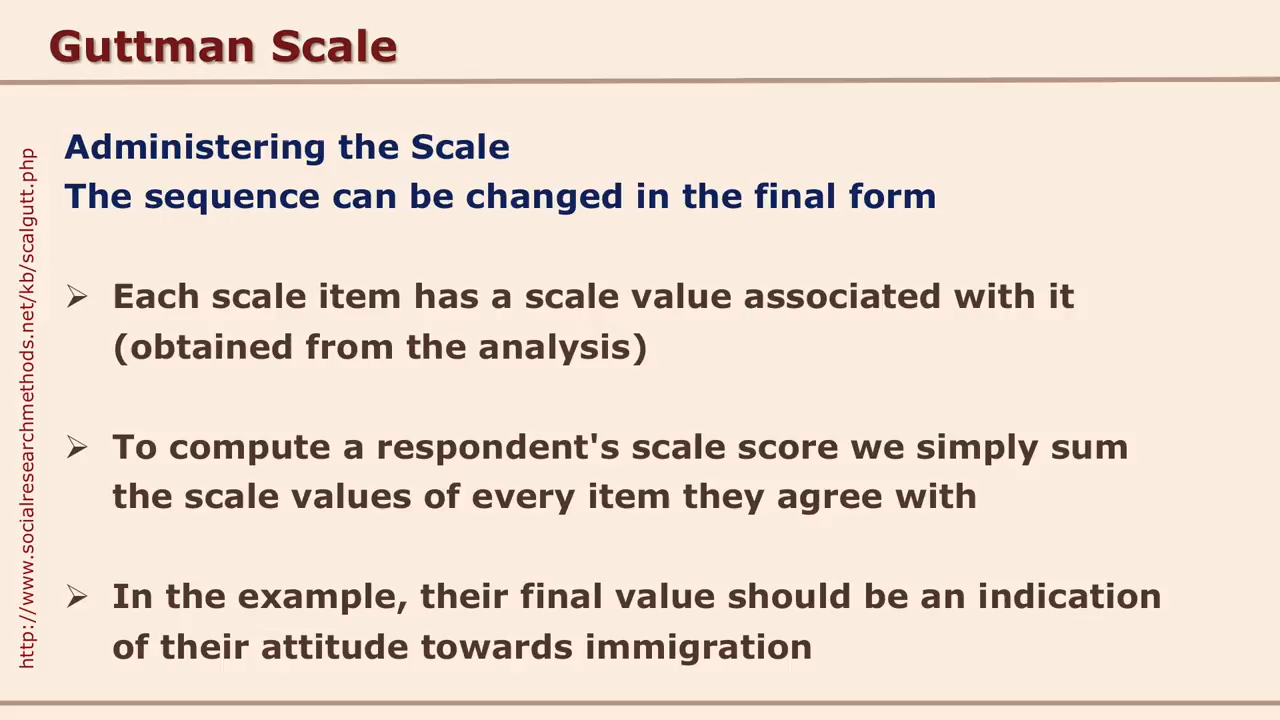 Guttman Scale
Administering the Scale
The sequence can be changed in the final form
➢ Each scale item has a scale value associated with it
(obtained from the analysis)
➢ To compute a respondent's scale score we simply sum
the scale values of every item they agree with
➢ In the example, their final value should be an indication
of their attitude towards immigration
http://www.socialresearchmethods.net/kb/scalgutt.php